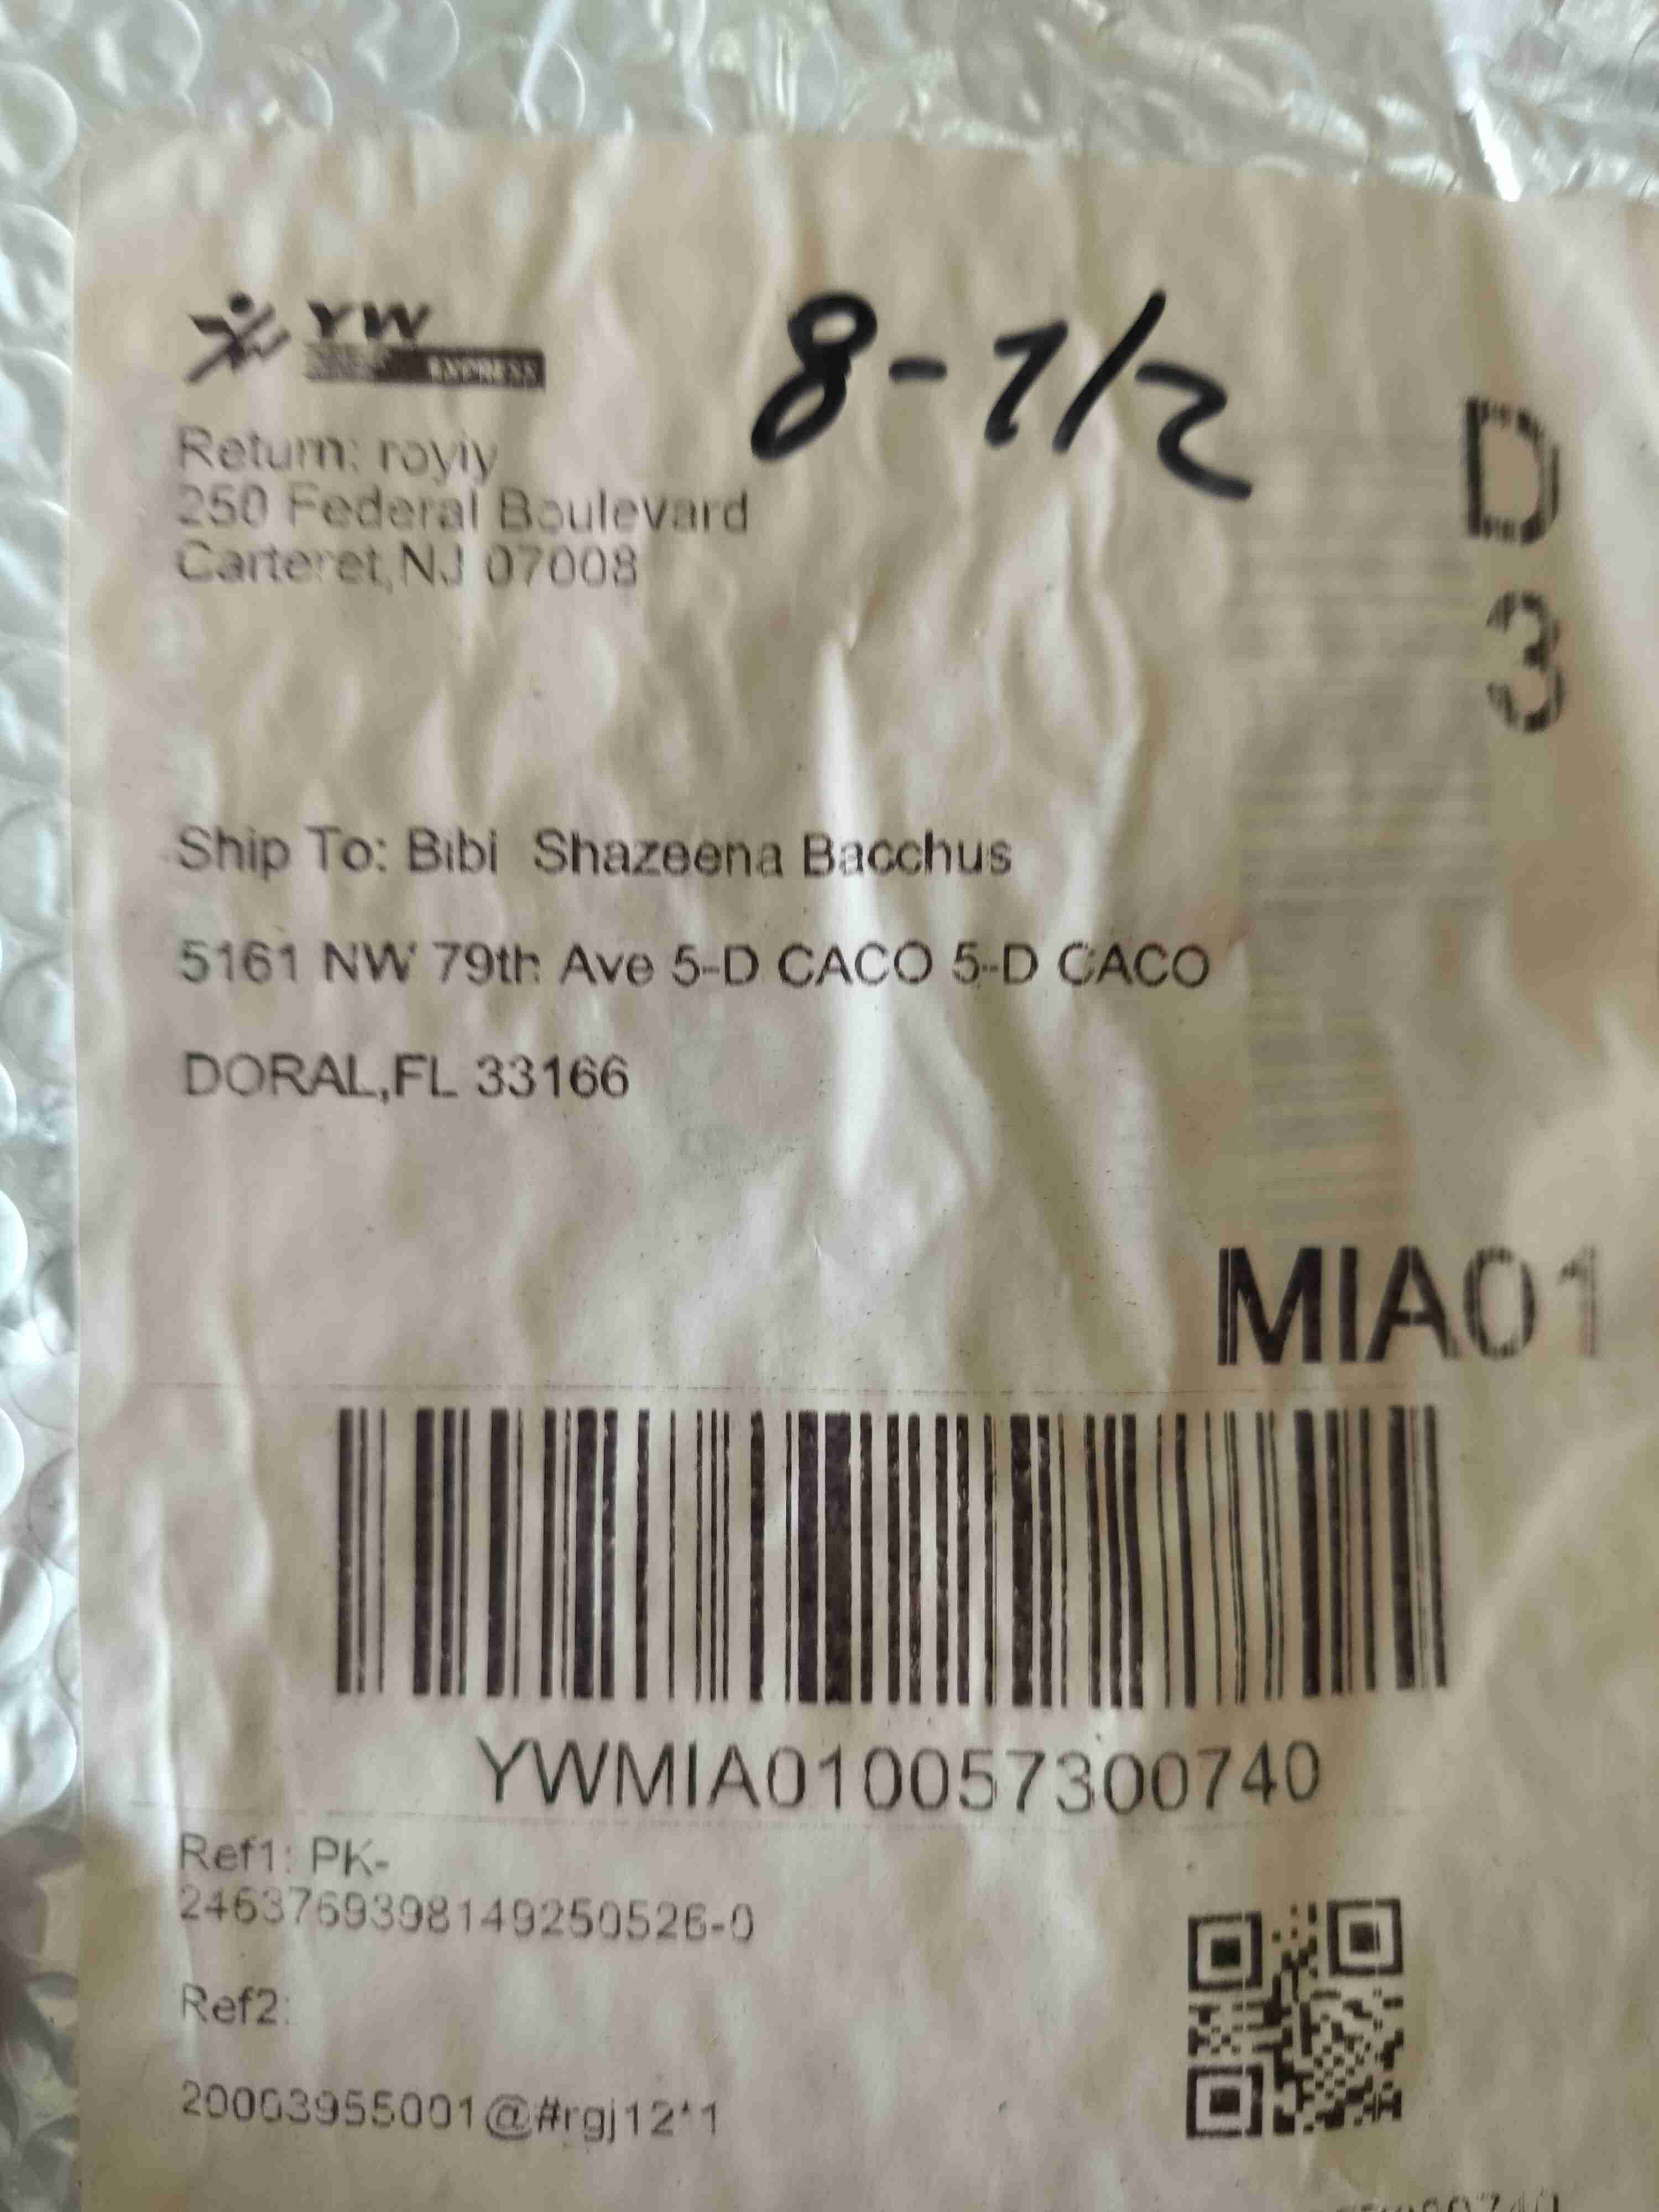 YW
EXPRESS
8-1/2
D
3
Return: royiy
250 Federal Boulevard
Carteret,NJ 07008
Ship To: Bibi Shazeena Bacchus
5161 NW 79th Ave 5-D CACO 5-D CACO
DORAL,FL 33166
MIA01
YWMIA010057300740
Ref1: PK-
2463769398149250526-0
Ref2:
20003955001@#rgj12*1